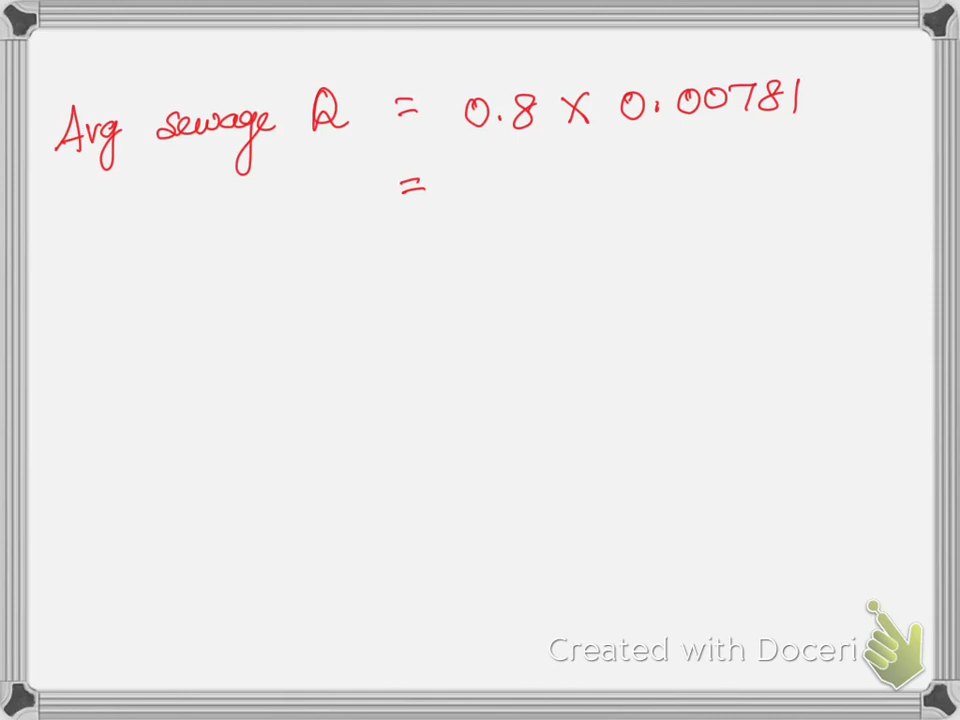 Avg sewage Q = 0.8 × 0.00781
=
Created with Doceri